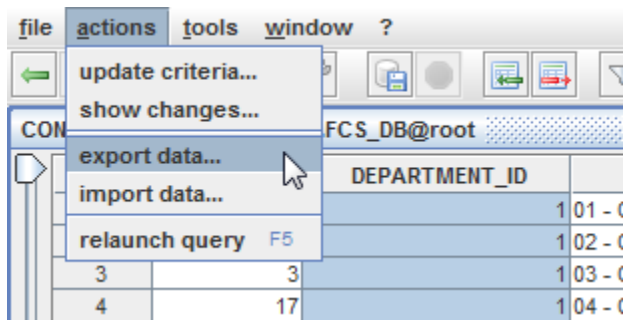 file actions tools window ?
update criteria...
show changes...
CON FCS_DB@root
export data...
DEPARTMENT_ID
import data...
1 01 - C
relaunch query F5
1 02 - C
3 3 1 03 - C
4 17 1 04 - C